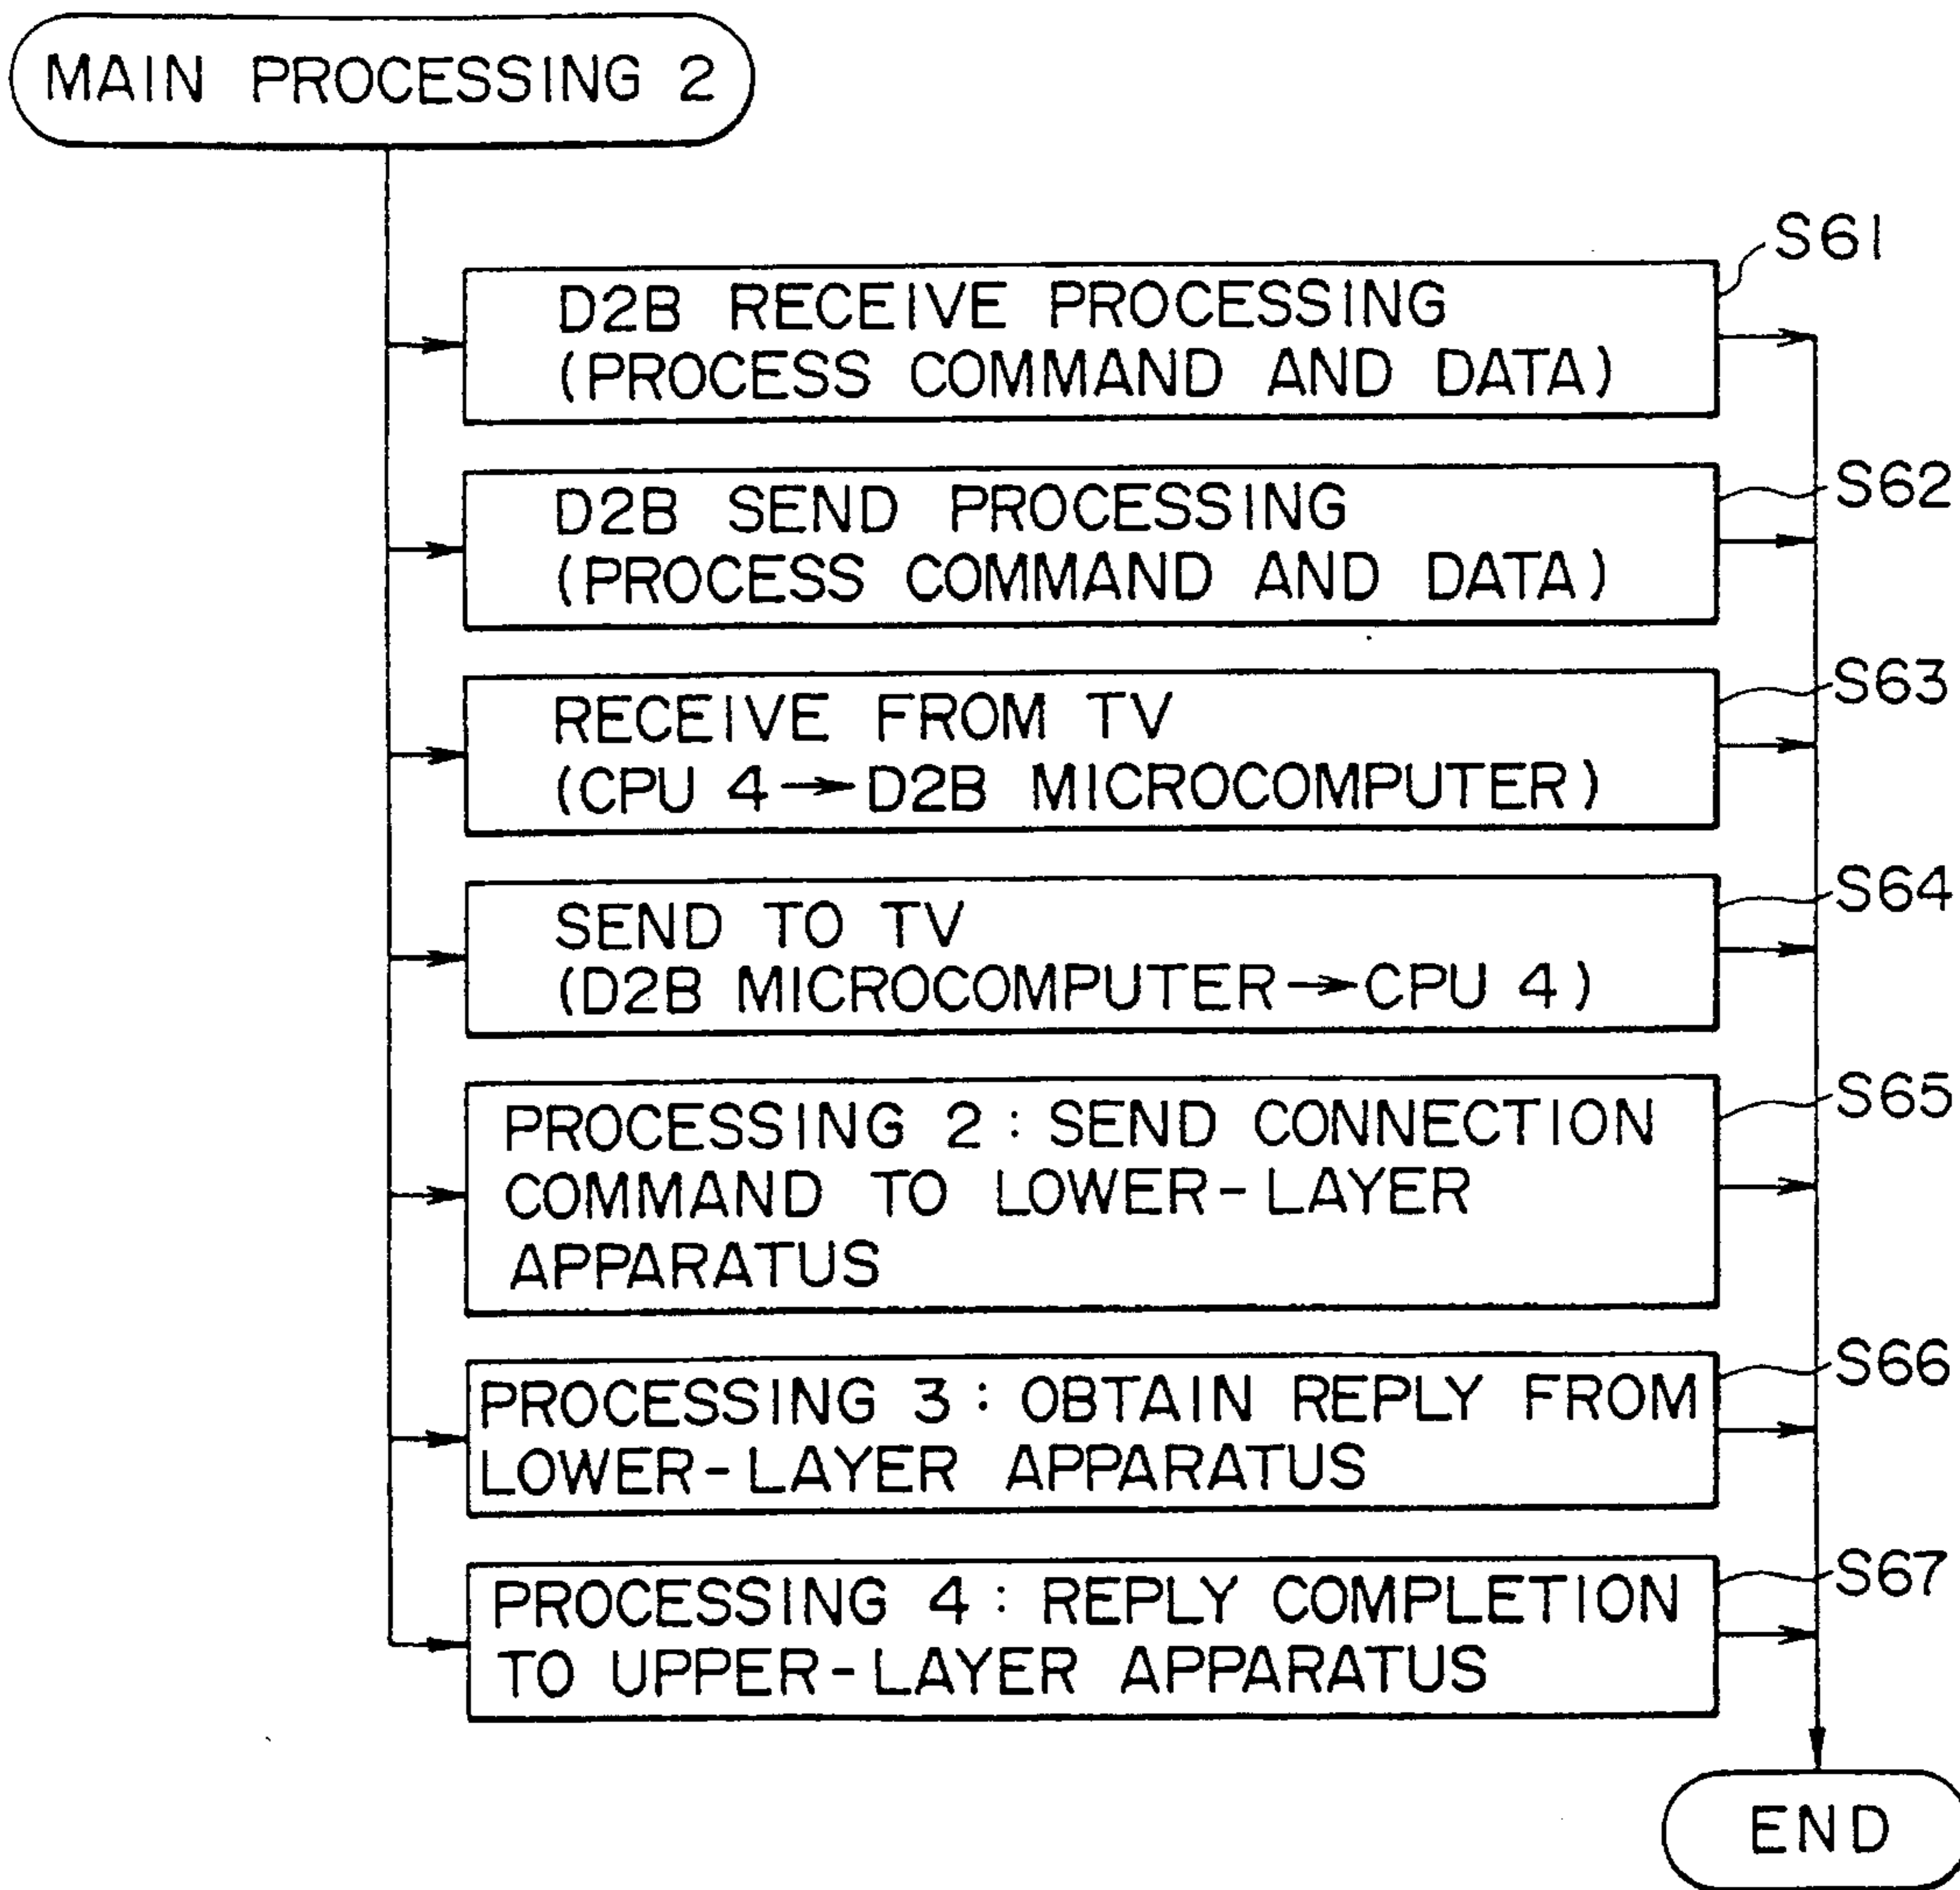 MAIN PROCESSING 2
S61
D2B RECEIVE PROCESSING
(PROCESS COMMAND AND DATA)
S62
D2B SEND PROCESSING
(PROCESS COMMAND AND DATA)
S63
RECEIVE FROM TV
(CPU 4→D2B MICROCOMPUTER)
S64
SEND TO TV
(D2B MICROCOMPUTER→CPU 4)
S65
PROCESSING 2: SEND CONNECTION
COMMAND TO LOWER-LAYER
APPARATUS
S66
PROCESSING 3: OBTAIN REPLY FROM
LOWER-LAYER APPARATUS
S67
PROCESSING 4: REPLY COMPLETION
TO UPPER-LAYER APPARATUS
END